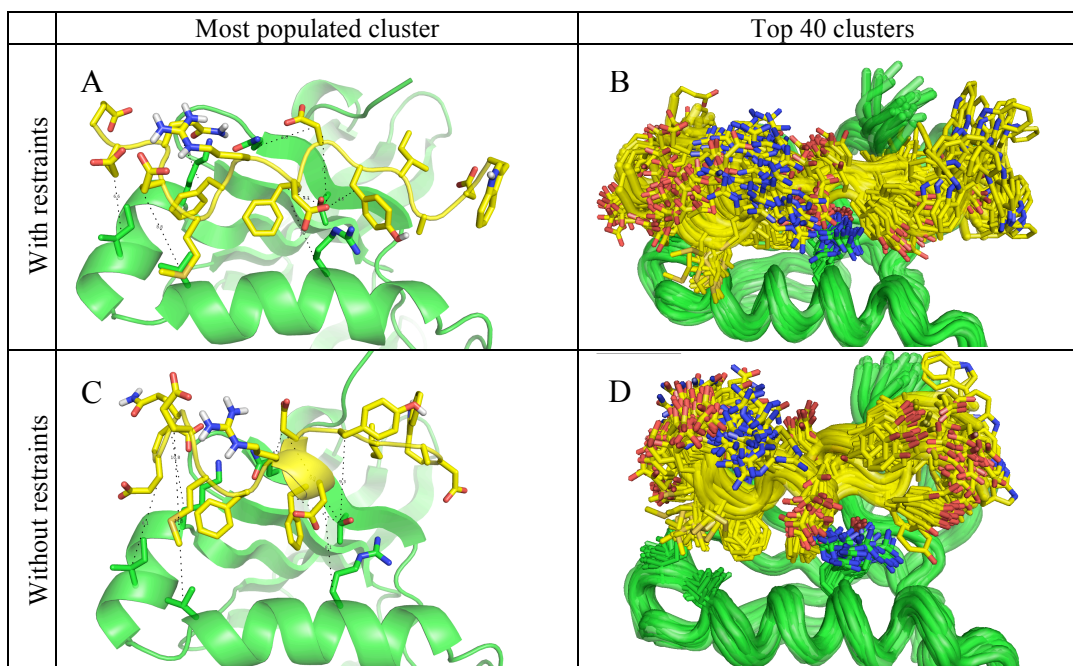 Most populated cluster
Top 40 clusters
With restraints
A
B
Without restraints
C
D